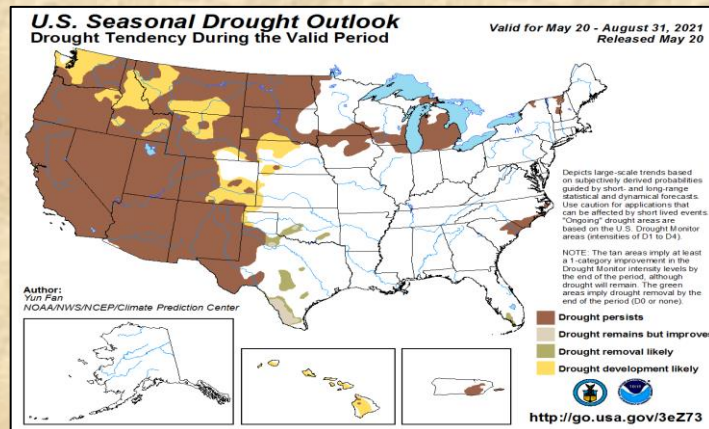 U.S. Seasonal Drought Outlook
Drought Tendency During the Valid Period
Valid for May 20 - August 31, 2021
Released May 20
Depicts large-scale trends based
on subjectively derived probabilities
guided by short- and long-range
statistical and dynamical forecasts.
Use caution for applications that
can be affected by short lived events.
"Ongoing" drought areas are
based on the U.S. Drought Monitor
areas (intensities of D1 to D4).
NOTE: The tan areas imply at least
a 1-category improvement in the
Drought Monitor intensity levels by
the end of the period, although
drought will remain. The green
areas imply drought removal by the
end of the period (D0 or none).
Author:
Yun Fan
NOAA/NWS/NCEP/Climate Prediction Center
Drought persists
Drought remains but improve
Drought removal likely
Drought development likely
http://go.usa.gov/3eZ73